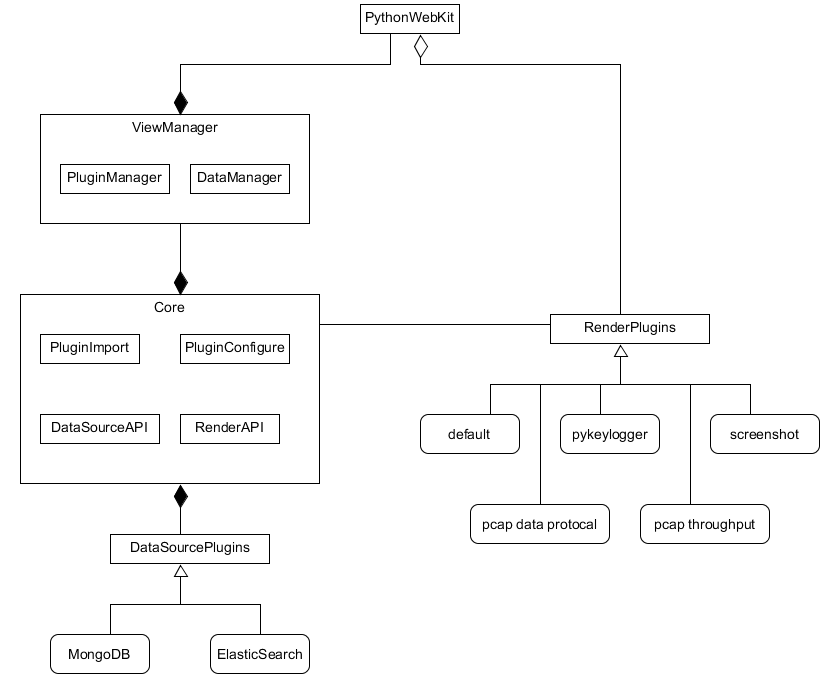 PythonWebKit
ViewManager
PluginManager
DataManager
Core
PluginImport
PluginConfigure
DataSourceAPI
RenderAPI
RenderPlugins
default
pykeylogger
screenshot
pcap data protocal
pcap throughput
DataSourcePlugins
MongoDB
ElasticSearch